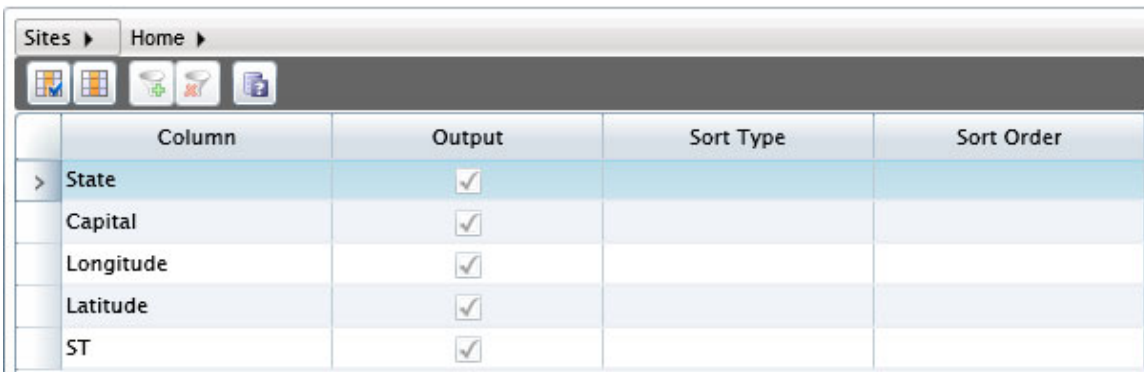 Sites Home
Column Output Sort Type Sort Order
State
Capital
Longitude
Latitude
ST